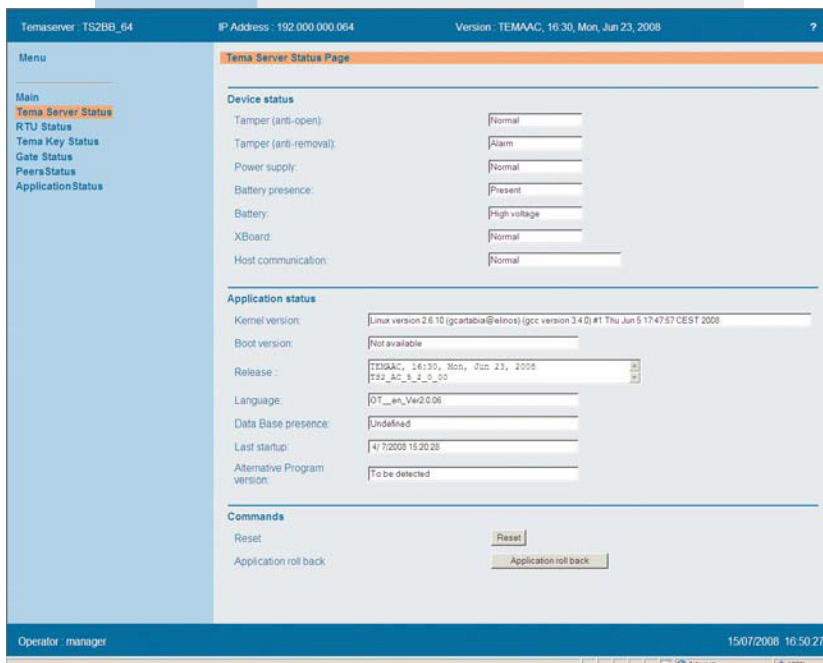 Temaserver : TS2BB_64 IP Address : 192.000.000.064 Version : TEMAAC, 16:30, Mon, Jun 23, 2008 ?
Menu
Main
Tema Server Status
RTU Status
Tema Key Status
Gate Status
PeersStatus
ApplicationStatus
Tema Server Status Page
Device status
Tamper (anti-open): Normal
Tamper (anti-removal): Alarm
Power supply: Normal
Battery presence: Present
Battery: High voltage
XBoard: Normal
Host communication: Normal
Application status
Kernel version: Linux version 2.6.10 (gcartabia@elinos) (gcc version 3.4.0) #1 Thu Jun 5 17:47:57 CEST 2008
Boot version: Not available
Release : TEMAAC, 16:30, Mon, Jun 23, 2008
TS2_AC_5_2_0_00
Language: OT__en_Ver2.0.06
Data Base presence: Undefined
Last startup: 4/ 7/2008 15:20:28
Alternative Program version: To be detected
Commands
Reset Reset
Application roll back Application roll back
Operator : manager 15/07/2008 16:50:27